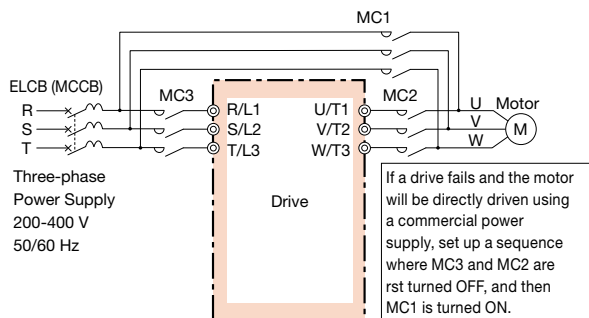 MC1
ELCB (MCCB)
MC3
MC2
R
S
T
R/L1
S/L2
T/L3
U/T1
V/T2
W/T3
U
V
W
Motor
M
Drive
Three-phase
Power Supply
200-400 V
50/60 Hz
If a drive fails and the motor
will be directly driven using
a commercial power
supply, set up a sequence
where MC3 and MC2 are
rst turned OFF, and then
MC1 is turned ON.